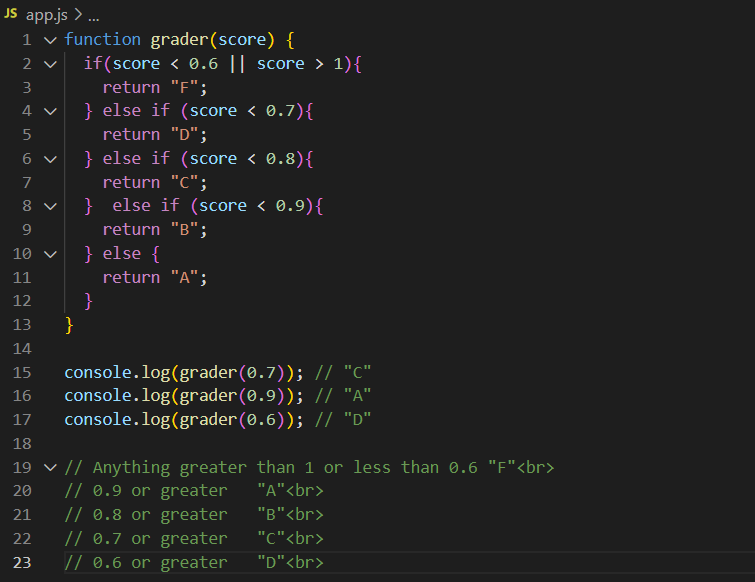 JS app.js > ...
1 function grader(score) {
2   if(score < 0.6 || score > 1){
3     return "F";
4   } else if (score < 0.7){
5     return "D";
6   } else if (score < 0.8){
7     return "C";
8   }  else if (score < 0.9){
9     return "B";
10   } else {
11     return "A";
12   }
13 }
14
15 console.log(grader(0.7)); // "C"
16 console.log(grader(0.9)); // "A"
17 console.log(grader(0.6)); // "D"
18
19 // Anything greater than 1 or less than 0.6 "F"<br>
20 // 0.9 or greater   "A"<br>
21 // 0.8 or greater   "B"<br>
22 // 0.7 or greater   "C"<br>
23 // 0.6 or greater   "D"<br>